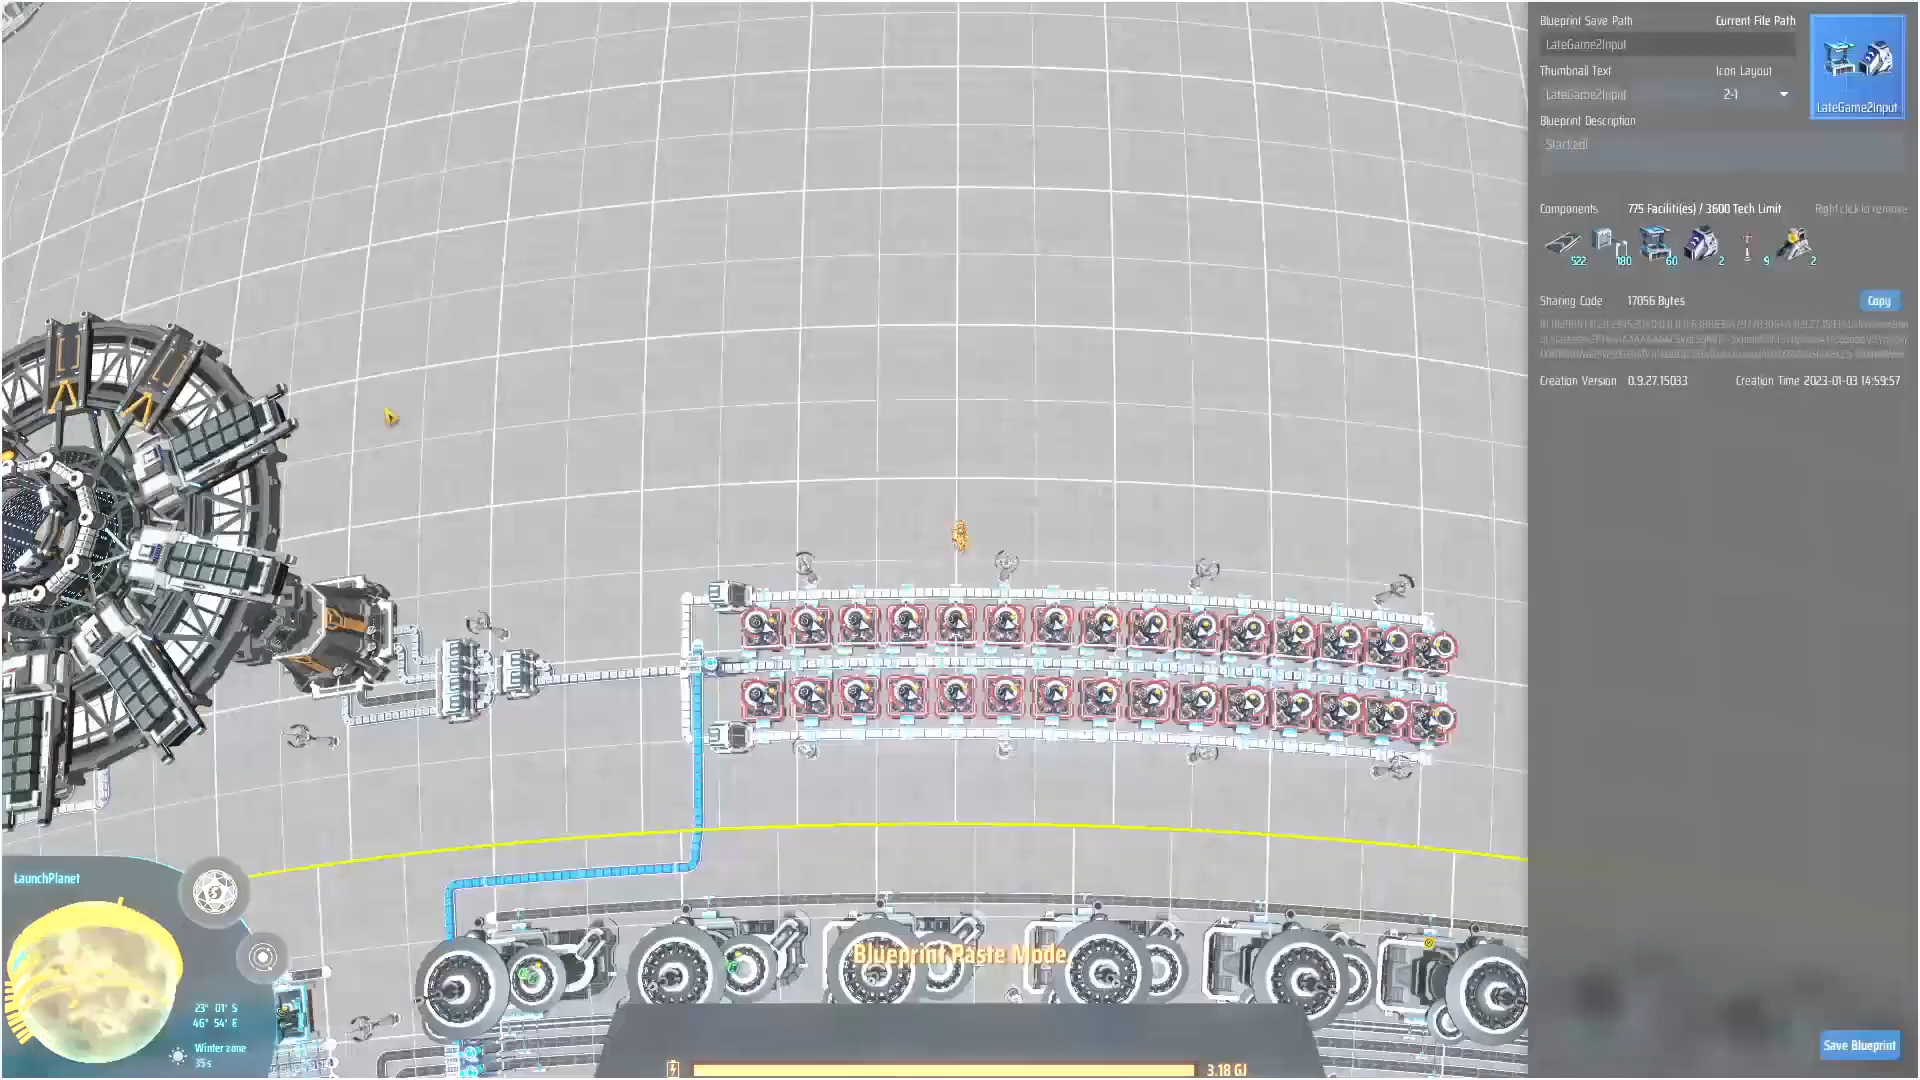 Blueprint Save Path
Current File Path
LateGame2Input
Thumbnail Text
Icon Layout
LateGame2Input
2-1
LateGame2Input
Blueprint Description
Stacked!
Components
775 Faciliti(es) / 3600 Tech Limit
Right click to remove
522
180
60
2
9
2
Sharing Code
17056 Bytes
Copy
Creation Version
0.9.27.15033
Creation Time 2023-01-03 14:59:57
LaunchPlanet
Blueprint Paste Mode
23° 01' S
46° 54' E
Winter zone
35s
3.18 GJ
Save Blueprint